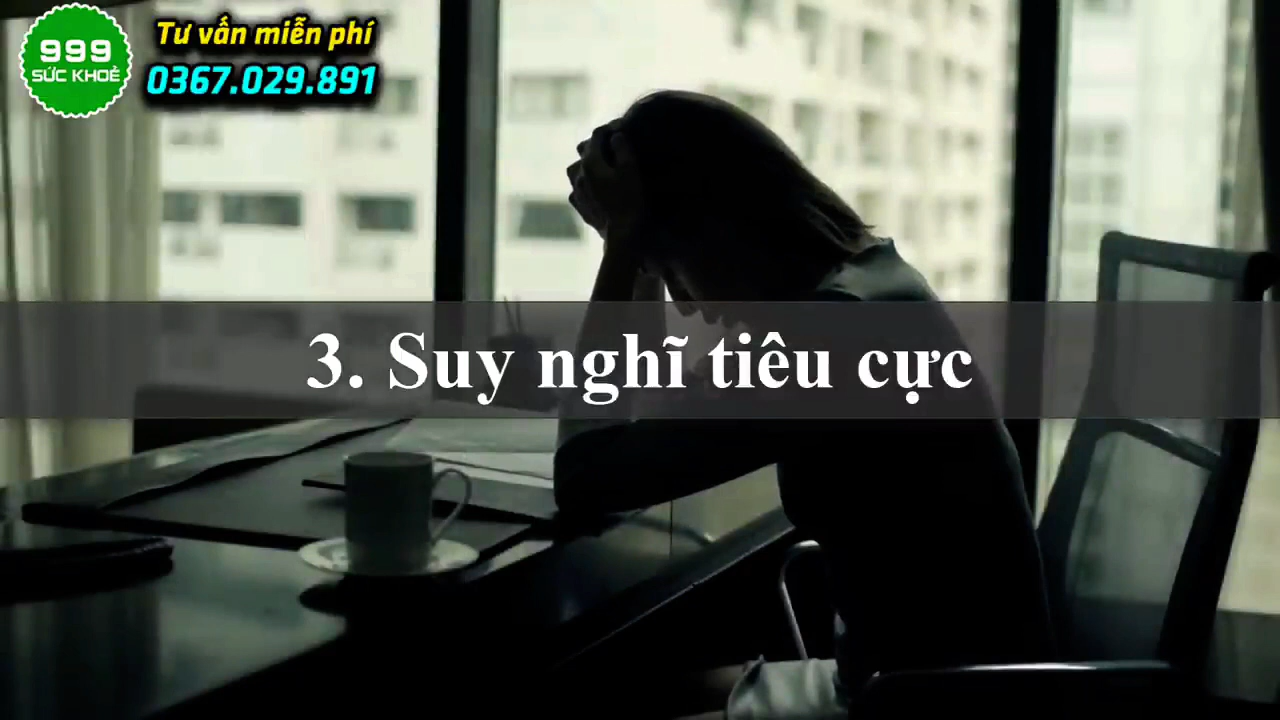 999
SỨC KHOẺ
Tư vấn miễn phí
0367.029.891
3. Suy nghĩ tiêu cực